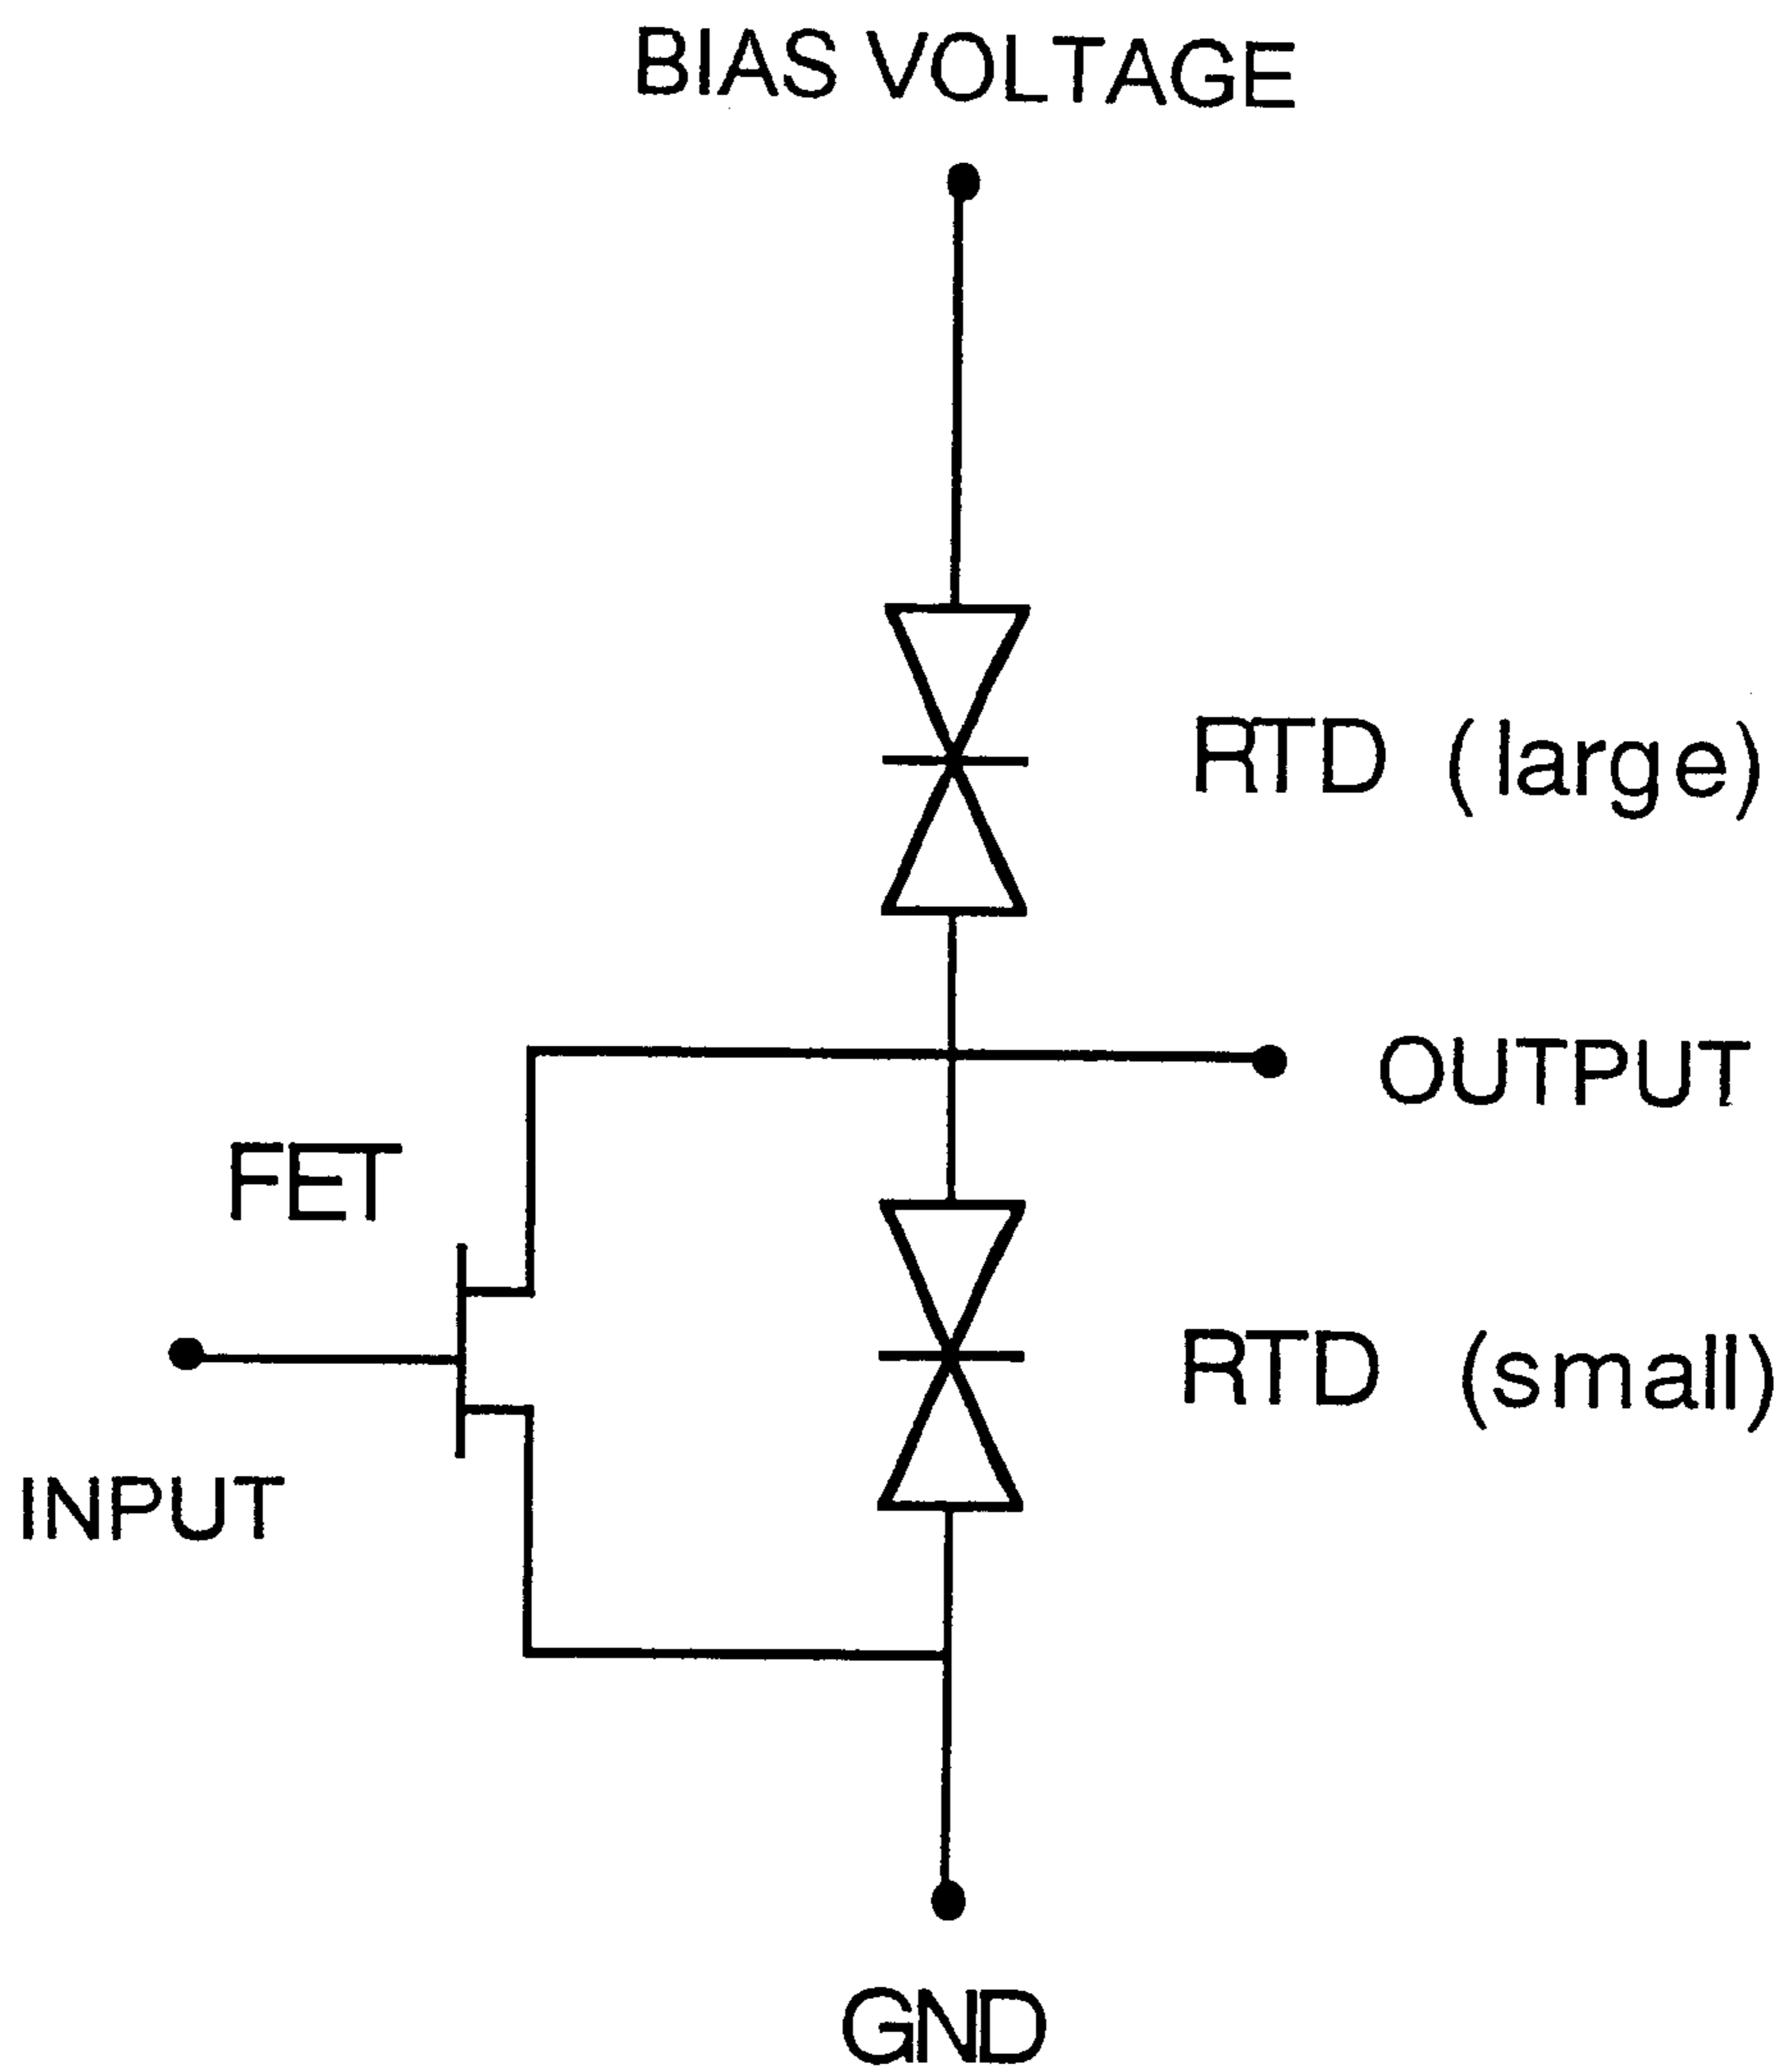 BIAS VOLTAGE
RTD (large)
OUTPUT
FET
RTD (small)
INPUT
GND